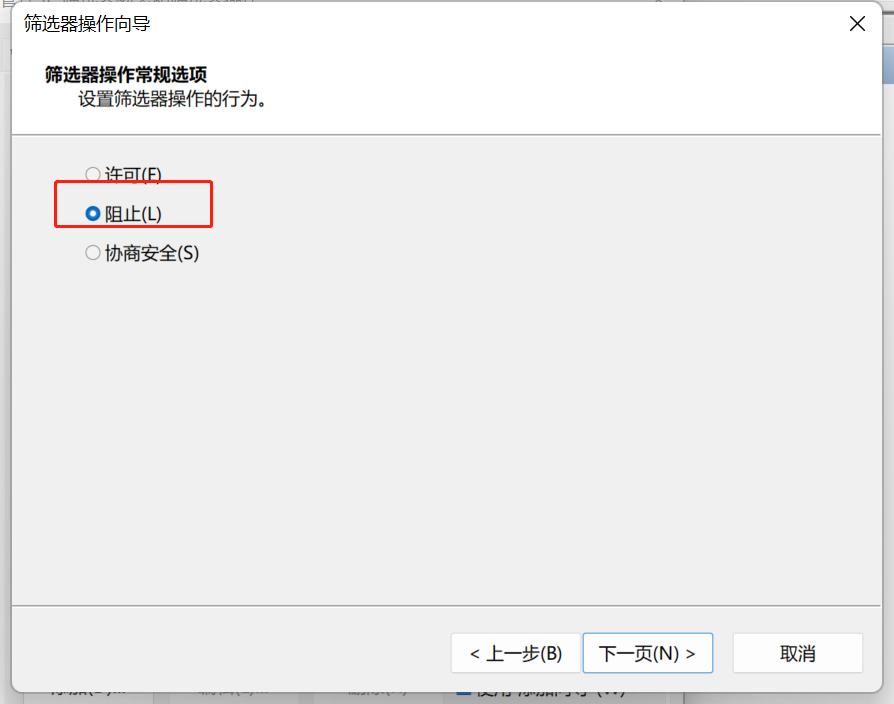 筛选器操作向导
筛选器操作常规选项
设置筛选器操作的行为。
许可(E)
阻止(L)
协商安全(S)
< 上一步(B)
下一页(N) >
取消